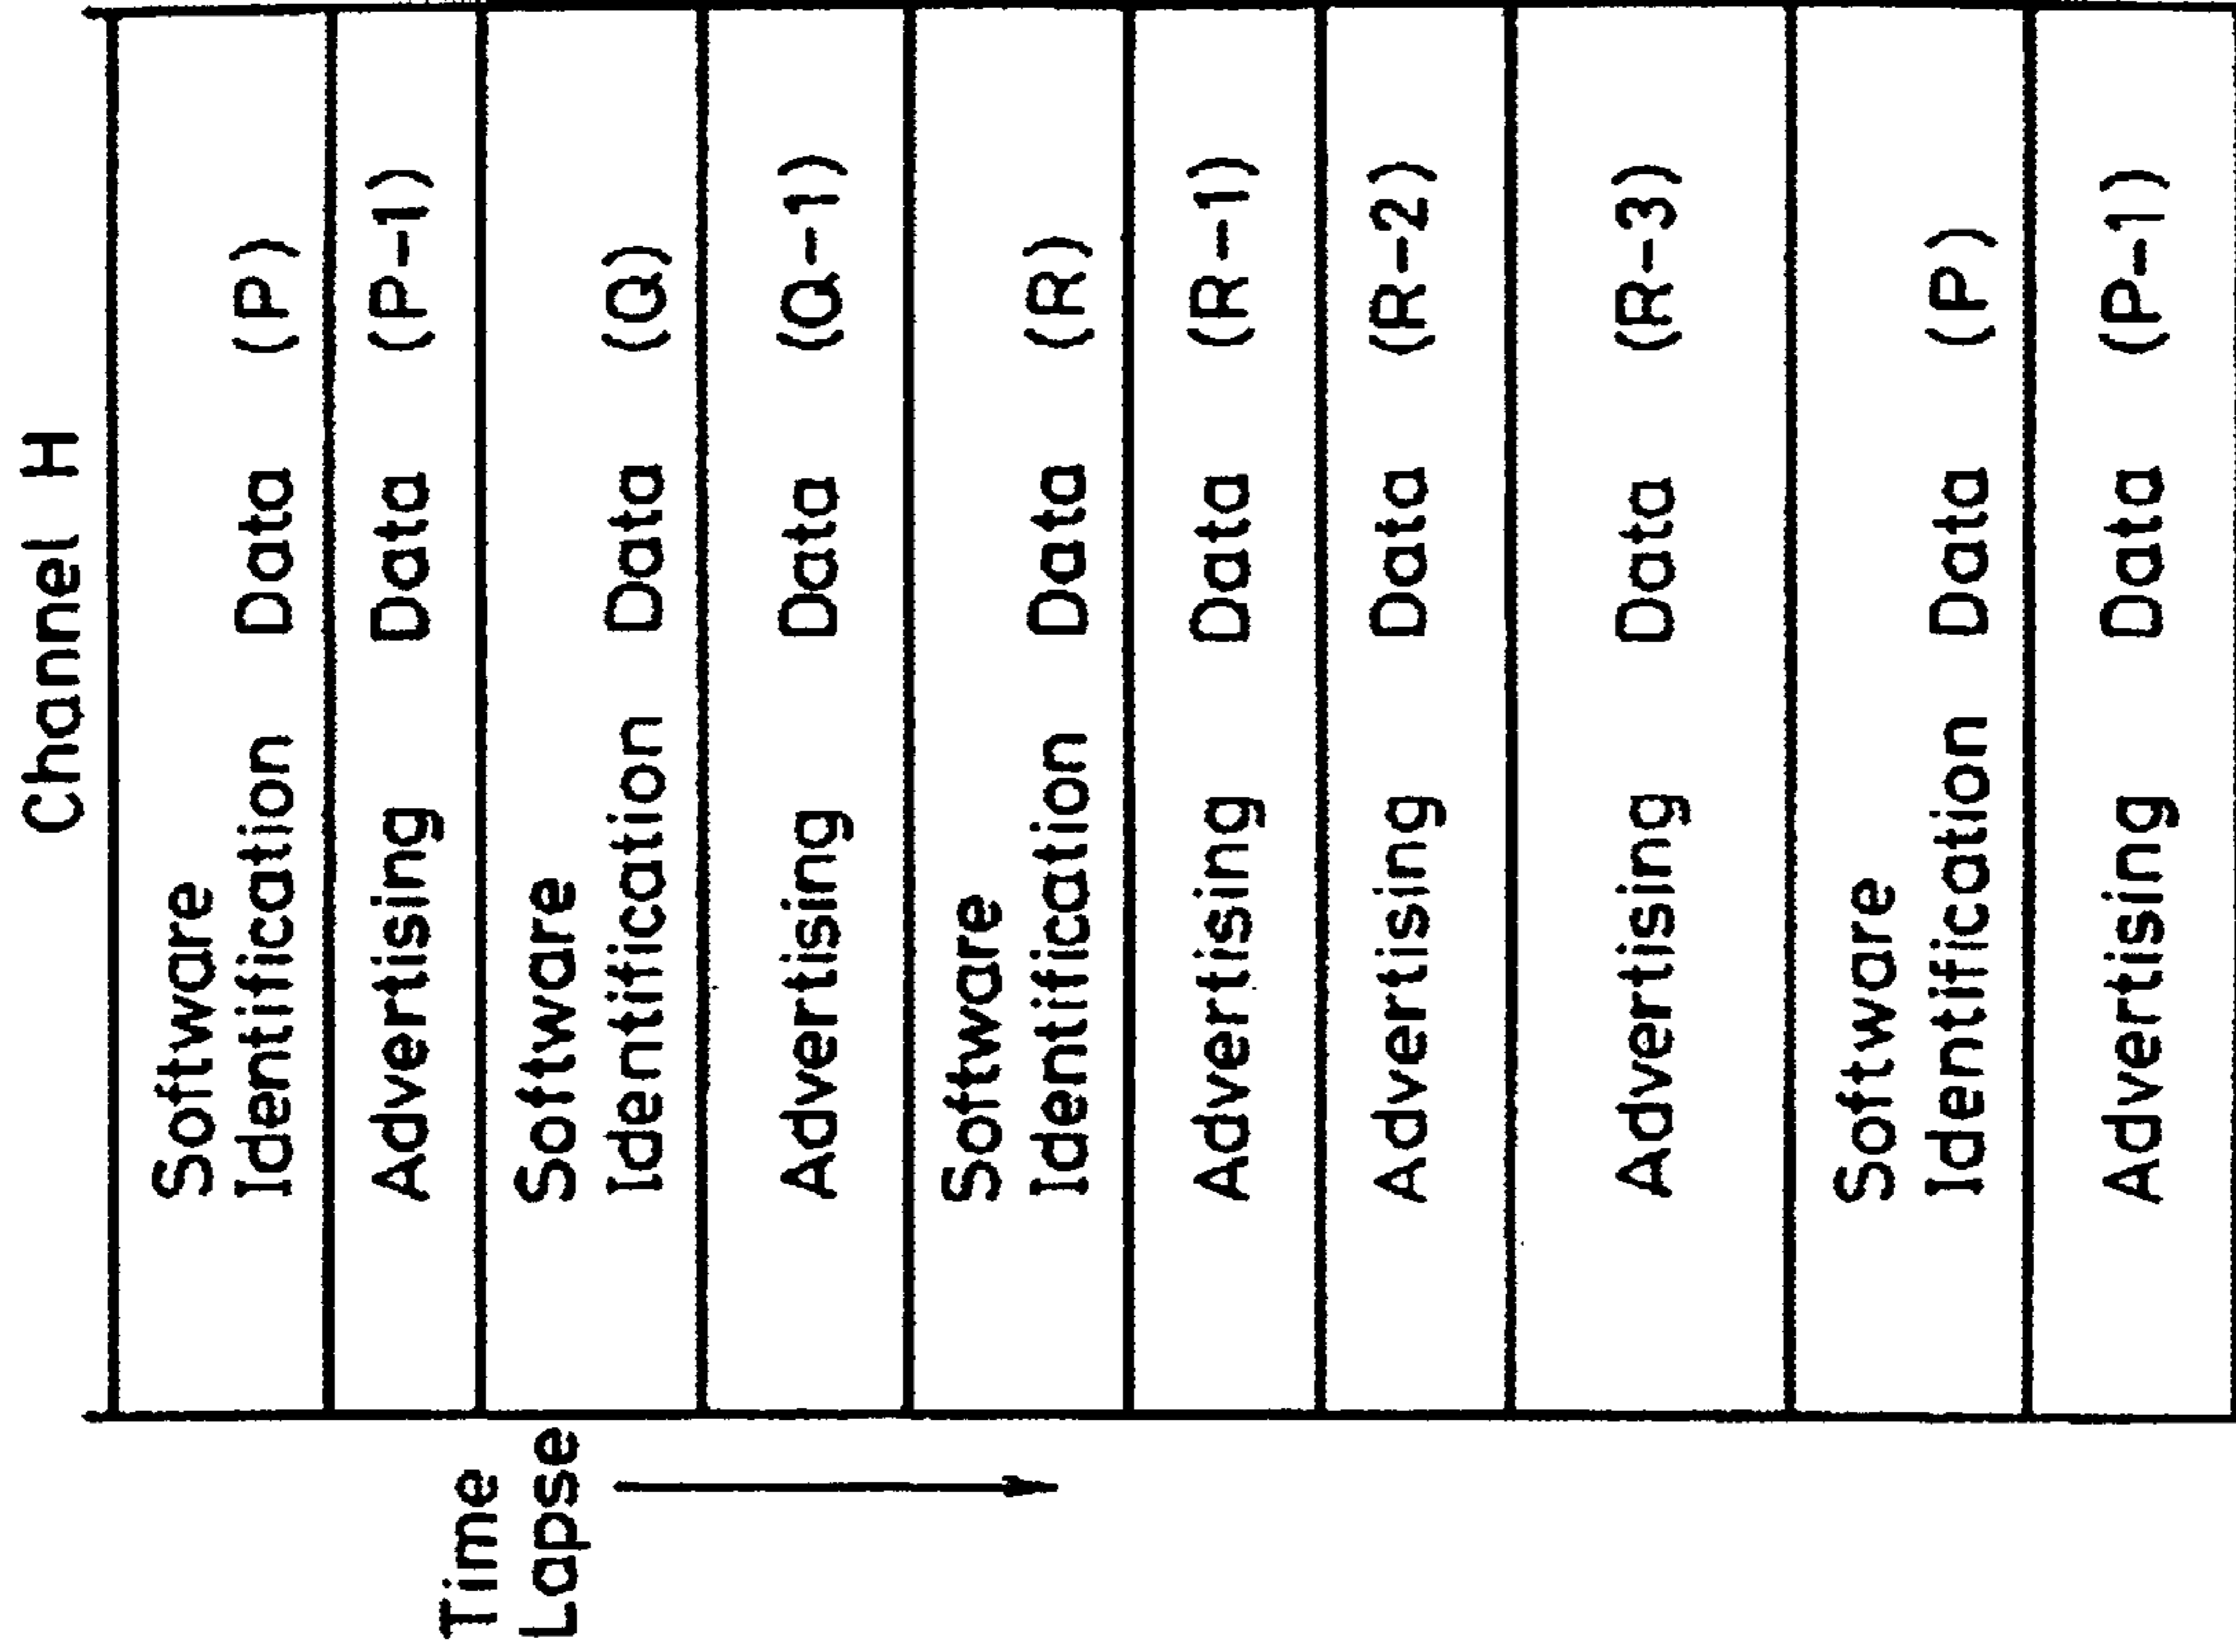 Channel H
Time
Lapse
Software
Identification Data (P)
Advertising Data (P-1)
Software
Identification Data (Q)
Advertising Data (Q-1)
Software
Identification Data (R)
Advertising Data (R-1)
Advertising Data (R-2)
Advertising Data (R-3)
Software
Identification Data (P)
Advertising Data (P-1)